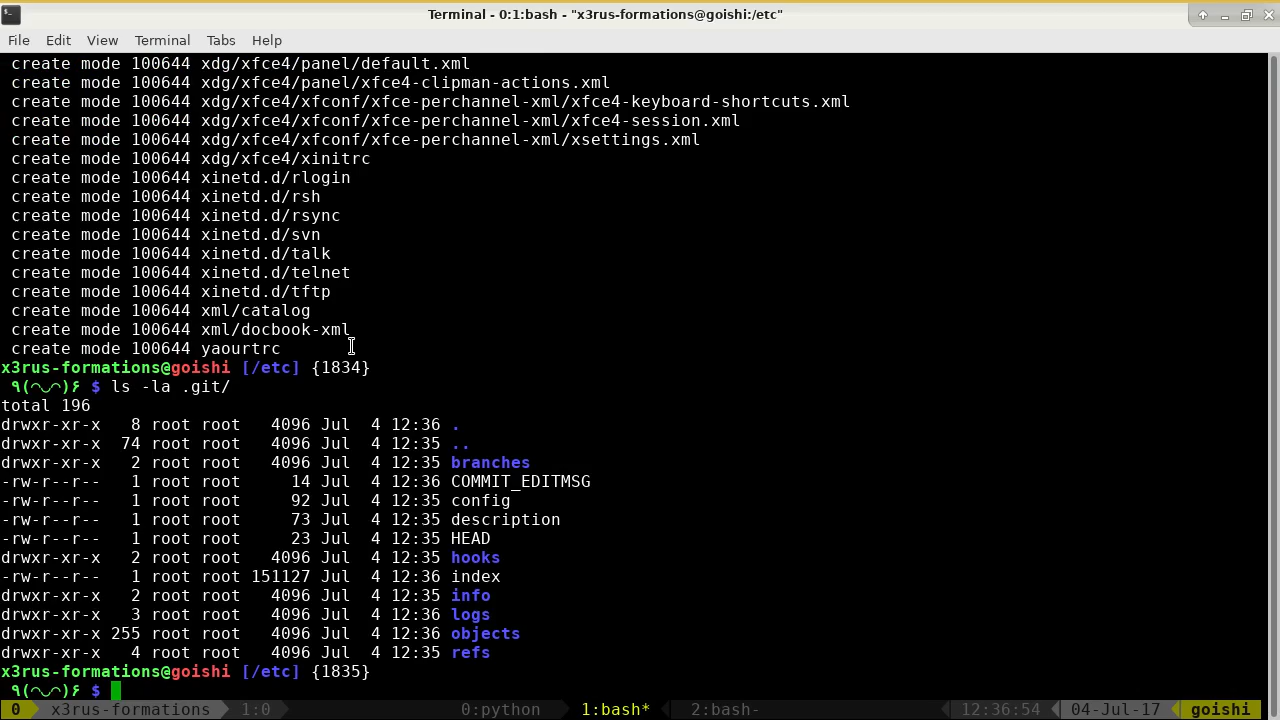 Terminal - 0:1:bash - "x3rus-formations@goishi:/etc"
File Edit View Terminal Tabs Help
create mode 100644 xdg/xfce4/panel/default.xml
create mode 100644 xdg/xfce4/panel/xfce4-clipman-actions.xml
create mode 100644 xdg/xfce4/xfconf/xfce-perchannel-xml/xfce4-keyboard-shortcuts.xml
create mode 100644 xdg/xfce4/xfconf/xfce-perchannel-xml/xfce4-session.xml
create mode 100644 xdg/xfce4/xfconf/xfce-perchannel-xml/xsettings.xml
create mode 100644 xdg/xfce4/xinitrc
create mode 100644 xinetd.d/rlogin
create mode 100644 xinetd.d/rsh
create mode 100644 xinetd.d/rsync
create mode 100644 xinetd.d/svn
create mode 100644 xinetd.d/talk
create mode 100644 xinetd.d/telnet
create mode 100644 xinetd.d/tftp
create mode 100644 xml/catalog
create mode 100644 xml/docbook-xml
create mode 100644 yaourtrc
x3rus-formations@goishi [/etc] {1834}
٩(◠◡◠)۶ $ ls -la .git/
total 196
drwxr-xr-x 8 root root 4096 Jul 4 12:36 .
drwxr-xr-x 74 root root 4096 Jul 4 12:35 ..
drwxr-xr-x 2 root root 4096 Jul 4 12:35 branches
-rw-r--r-- 1 root root 14 Jul 4 12:36 COMMIT_EDITMSG
-rw-r--r-- 1 root root 92 Jul 4 12:35 config
-rw-r--r-- 1 root root 73 Jul 4 12:35 description
-rw-r--r-- 1 root root 23 Jul 4 12:35 HEAD
drwxr-xr-x 2 root root 4096 Jul 4 12:35 hooks
-rw-r--r-- 1 root root 151127 Jul 4 12:36 index
drwxr-xr-x 2 root root 4096 Jul 4 12:35 info
drwxr-xr-x 3 root root 4096 Jul 4 12:36 logs
drwxr-xr-x 255 root root 4096 Jul 4 12:36 objects
drwxr-xr-x 4 root root 4096 Jul 4 12:35 refs
x3rus-formations@goishi [/etc] {1835}
٩(◠◡◠)۶ $
0 x3rus-formations 1:0 0:python 1:bash* 2:bash- 12:36:54 04-Jul-17 goishi